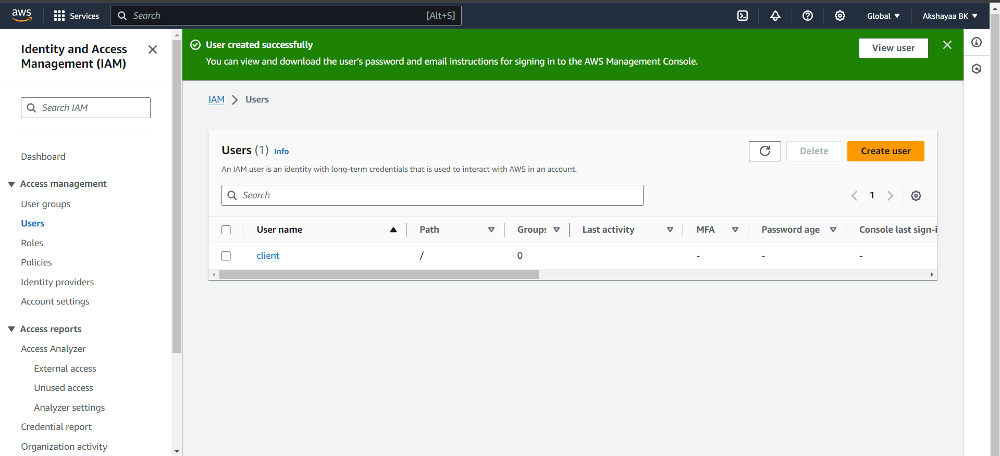 aws
Services
Search
[Alt+S]
Global
Akshayaa BK
Identity and Access
Management (IAM)
Search IAM
Dashboard
Access management
User groups
Users
Roles
Policies
Identity providers
Account settings
Access reports
Access Analyzer
External access
Unused access
Analyzer settings
Credential report
Organization activity
User created successfully
You can view and download the user's password and email instructions for signing in to the AWS Management Console.
View user
IAM
Users
Users (1) Info
Delete
Create user
An IAM user is an identity with long-term credentials that is used to interact with AWS in an account.
Search
1
User name Path Groups Last activity MFA Password age Console last sign-i
client / 0 - - -